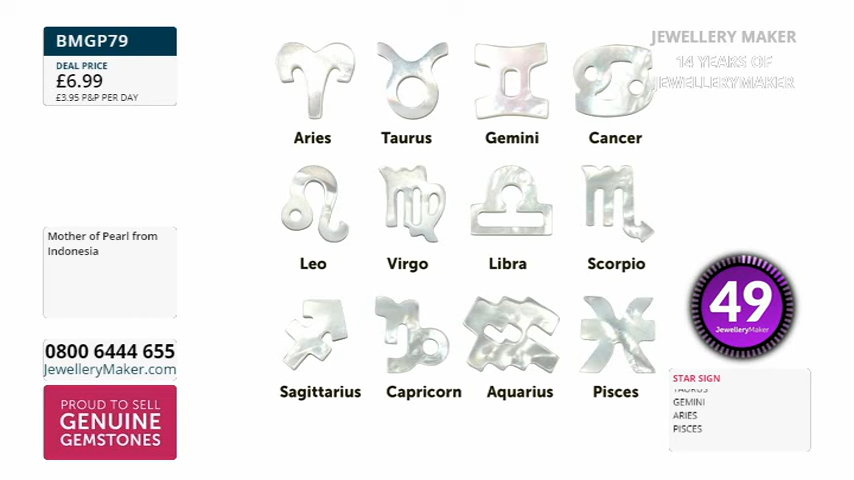 BMGP79
DEAL PRICE
£6.99
£3.95 P&P PER DAY
JEWELLERY MAKER
14 YEARS OF
JEWELLERYMAKER
Aries Taurus Gemini Cancer
Mother of Pearl from
Indonesia
Leo Virgo Libra Scorpio
49
JewelleryMaker
0800 6444 655
JewelleryMaker.com
PROUD TO SELL
GENUINE
GEMSTONES
Sagittarius Capricorn Aquarius Pisces
STAR SIGN
TAURUS
GEMINI
ARIES
PISCES